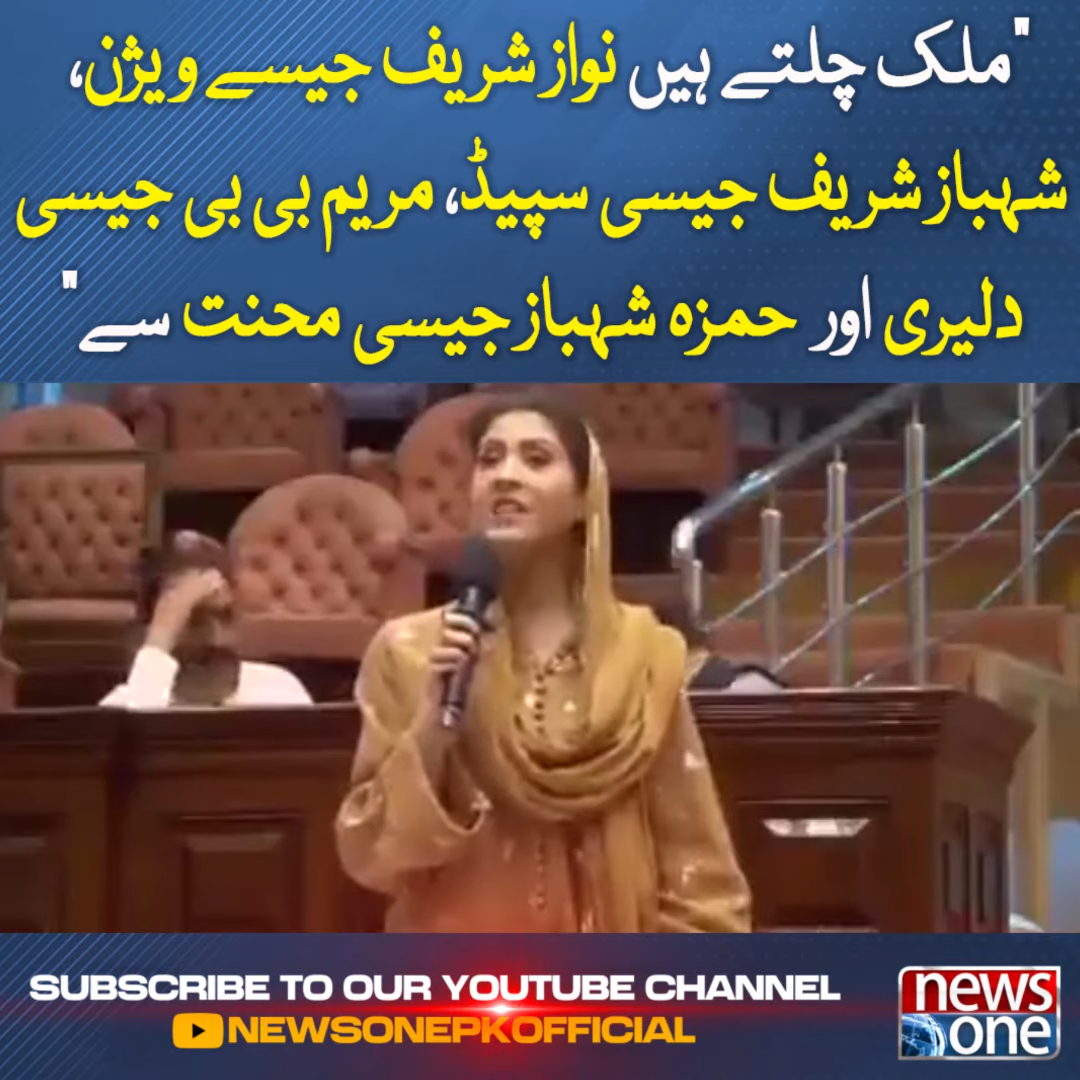 "ملک چلتے ہیں نواز شریف جیسے ویژن،
شہباز شریف جیسی سپیڈ، مریم بی بی جیسی
دلیری اور حمزہ شہباز جیسی محنت سے"
SUBSCRIBE TO OUR YOUTUBE CHANNEL
NEWSONEPKOFFICIAL
news
one